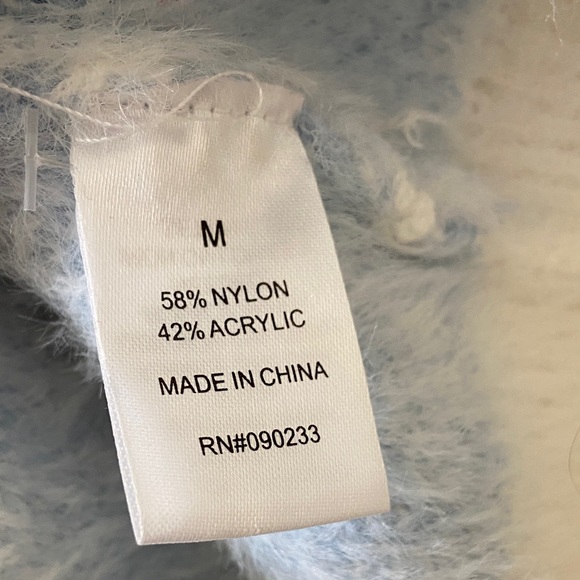 M
58% NYLON
42% ACRYLIC
MADE IN CHINA
RN#090233